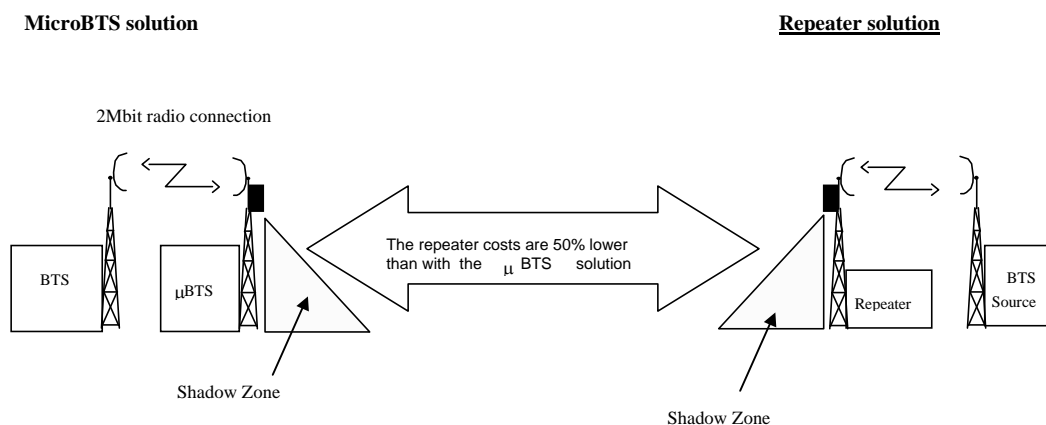 MicroBTS solution
Repeater solution
2Mbit radio connection
The repeater costs are 50% lower
than with the μ BTS solution
BTS
μBTS
Repeater
BTS
Source
Shadow Zone
Shadow Zone